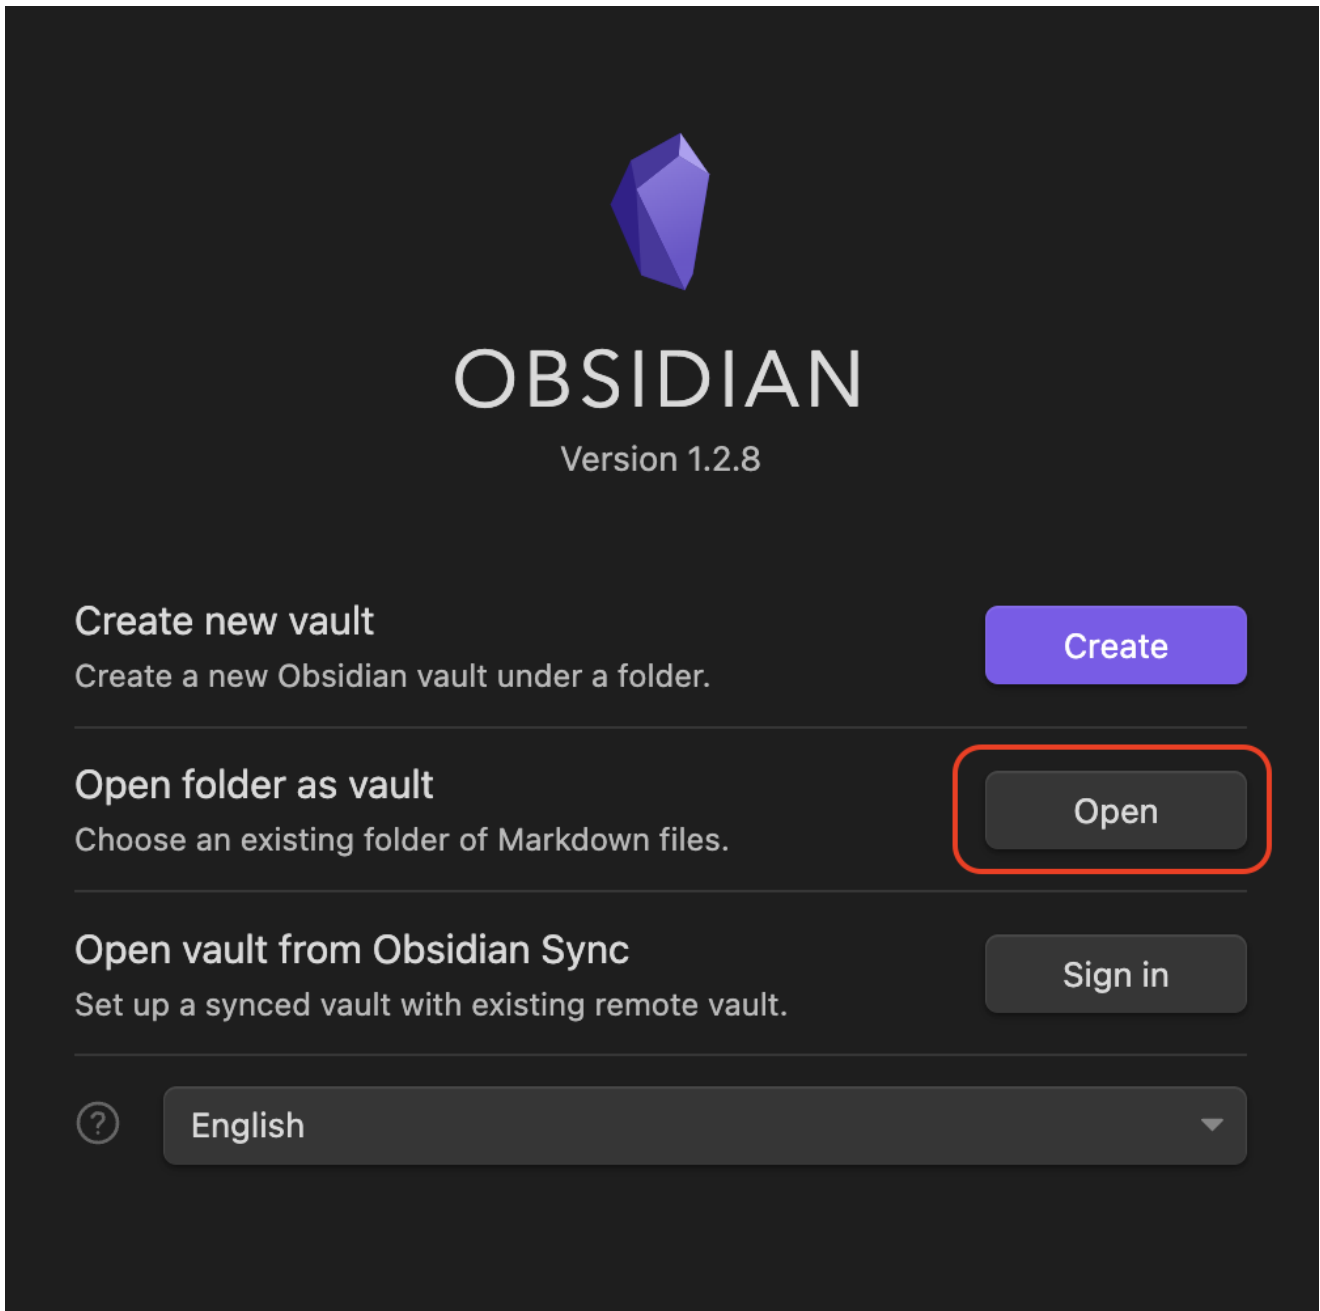 OBSIDIAN
Version 1.2.8
Create new vault
Create a new Obsidian vault under a folder.
Create
Open folder as vault
Choose an existing folder of Markdown files.
Open
Open vault from Obsidian Sync
Set up a synced vault with existing remote vault.
Sign in
?
English